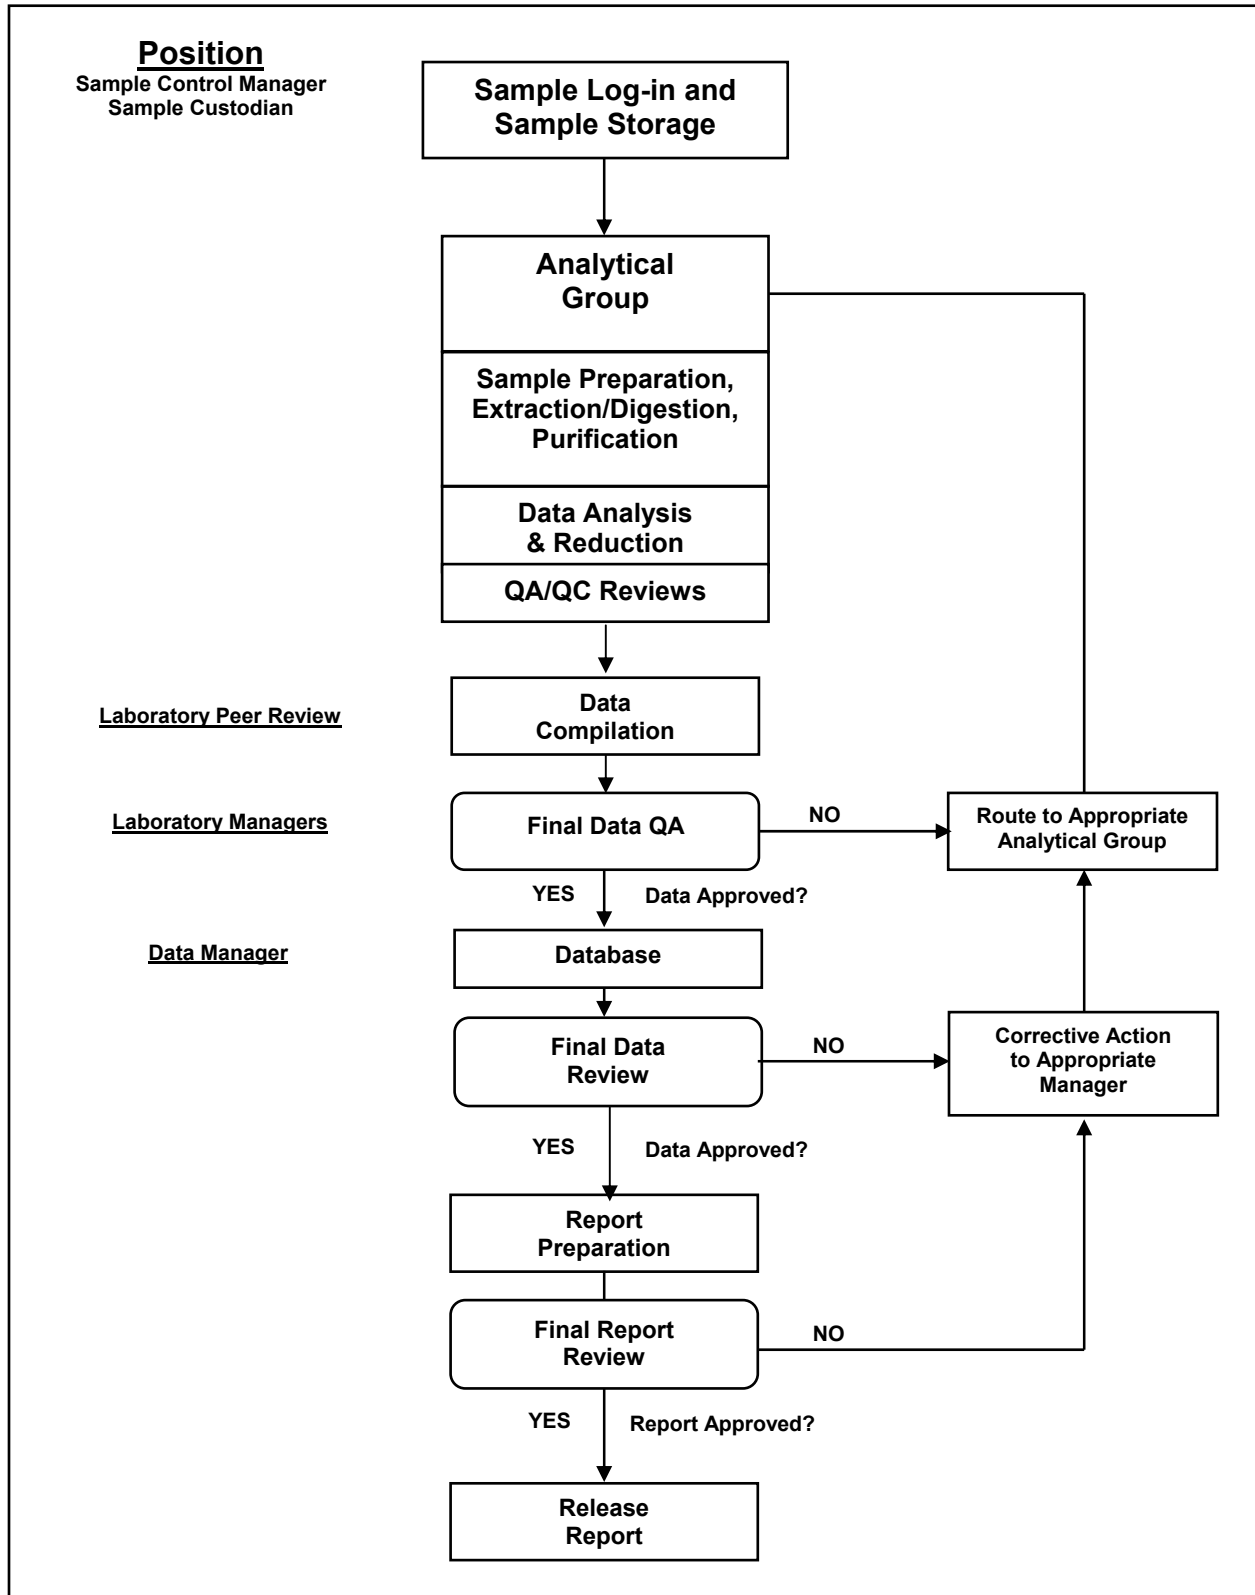 Position
Sample Control Manager
Sample Custodian
Sample Log-in and
Sample Storage
Analytical
Group
Sample Preparation,
Extraction/Digestion,
Purification
Data Analysis
& Reduction
QA/QC Reviews
Laboratory Peer Review
Data
Compilation
Laboratory Managers
Final Data QA
NO
Route to Appropriate
Analytical Group
YES
Data Approved?
Data Manager
Database
Final Data
Review
NO
Corrective Action
to Appropriate
Manager
YES
Data Approved?
Report
Preparation
Final Report
Review
NO
YES
Report Approved?
Release
Report